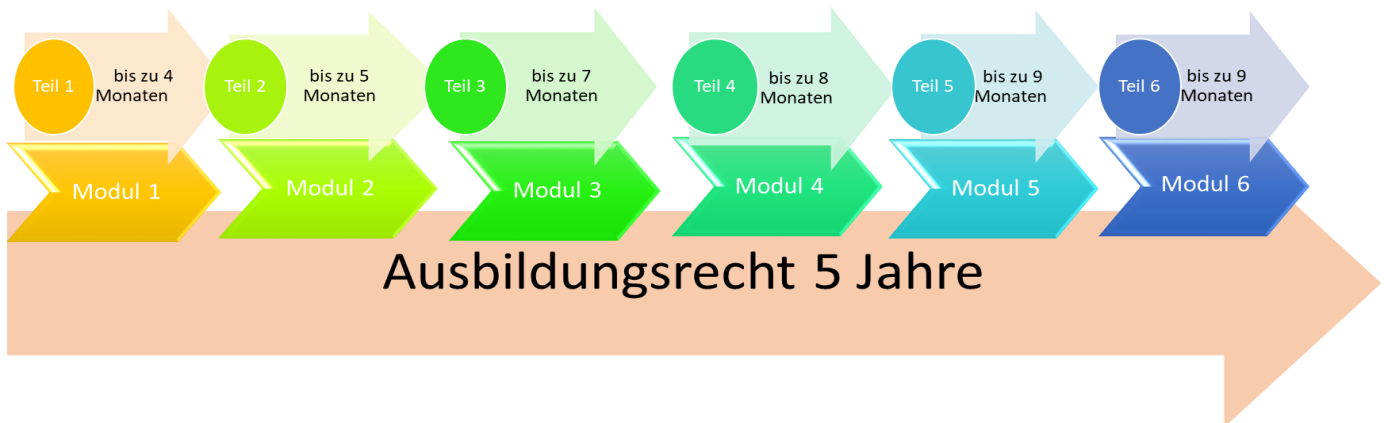 Teil 1
bis zu 4
Monaten
Teil 2
bis zu 5
Monaten
Teil 3
bis zu 7
Monaten
Teil 4
bis zu 8
Monaten
Teil 5
bis zu 9
Monaten
Teil 6
bis zu 9
Monaten
Modul 1
Modul 2
Modul 3
Modul 4
Modul 5
Modul 6
Ausbildungsrecht 5 Jahre